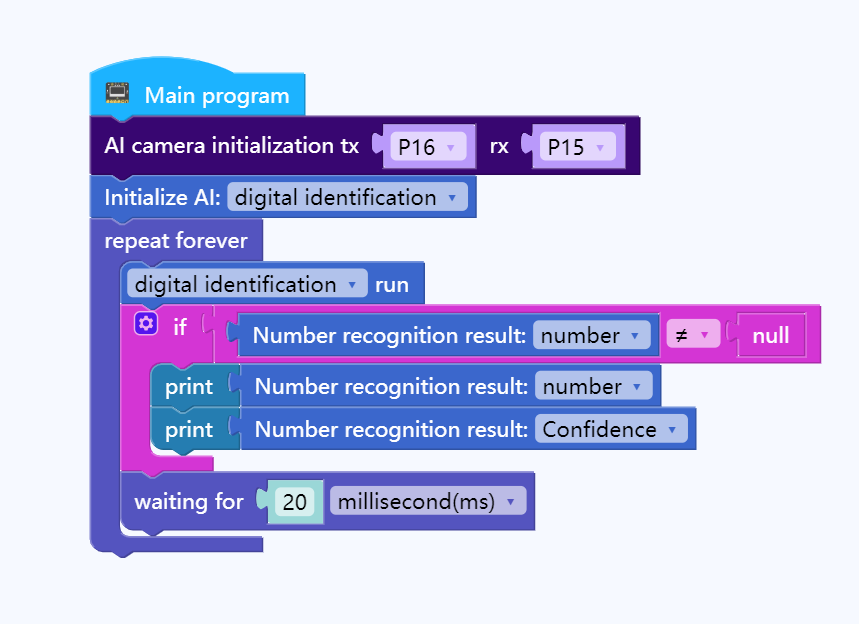 Main program
AI camera initialization tx P16 rx P15
Initialize AI: digital identification
repeat forever
digital identification run
if Number recognition result: number ≠ null
print Number recognition result: number
print Number recognition result: Confidence
waiting for 20 millisecond(ms)